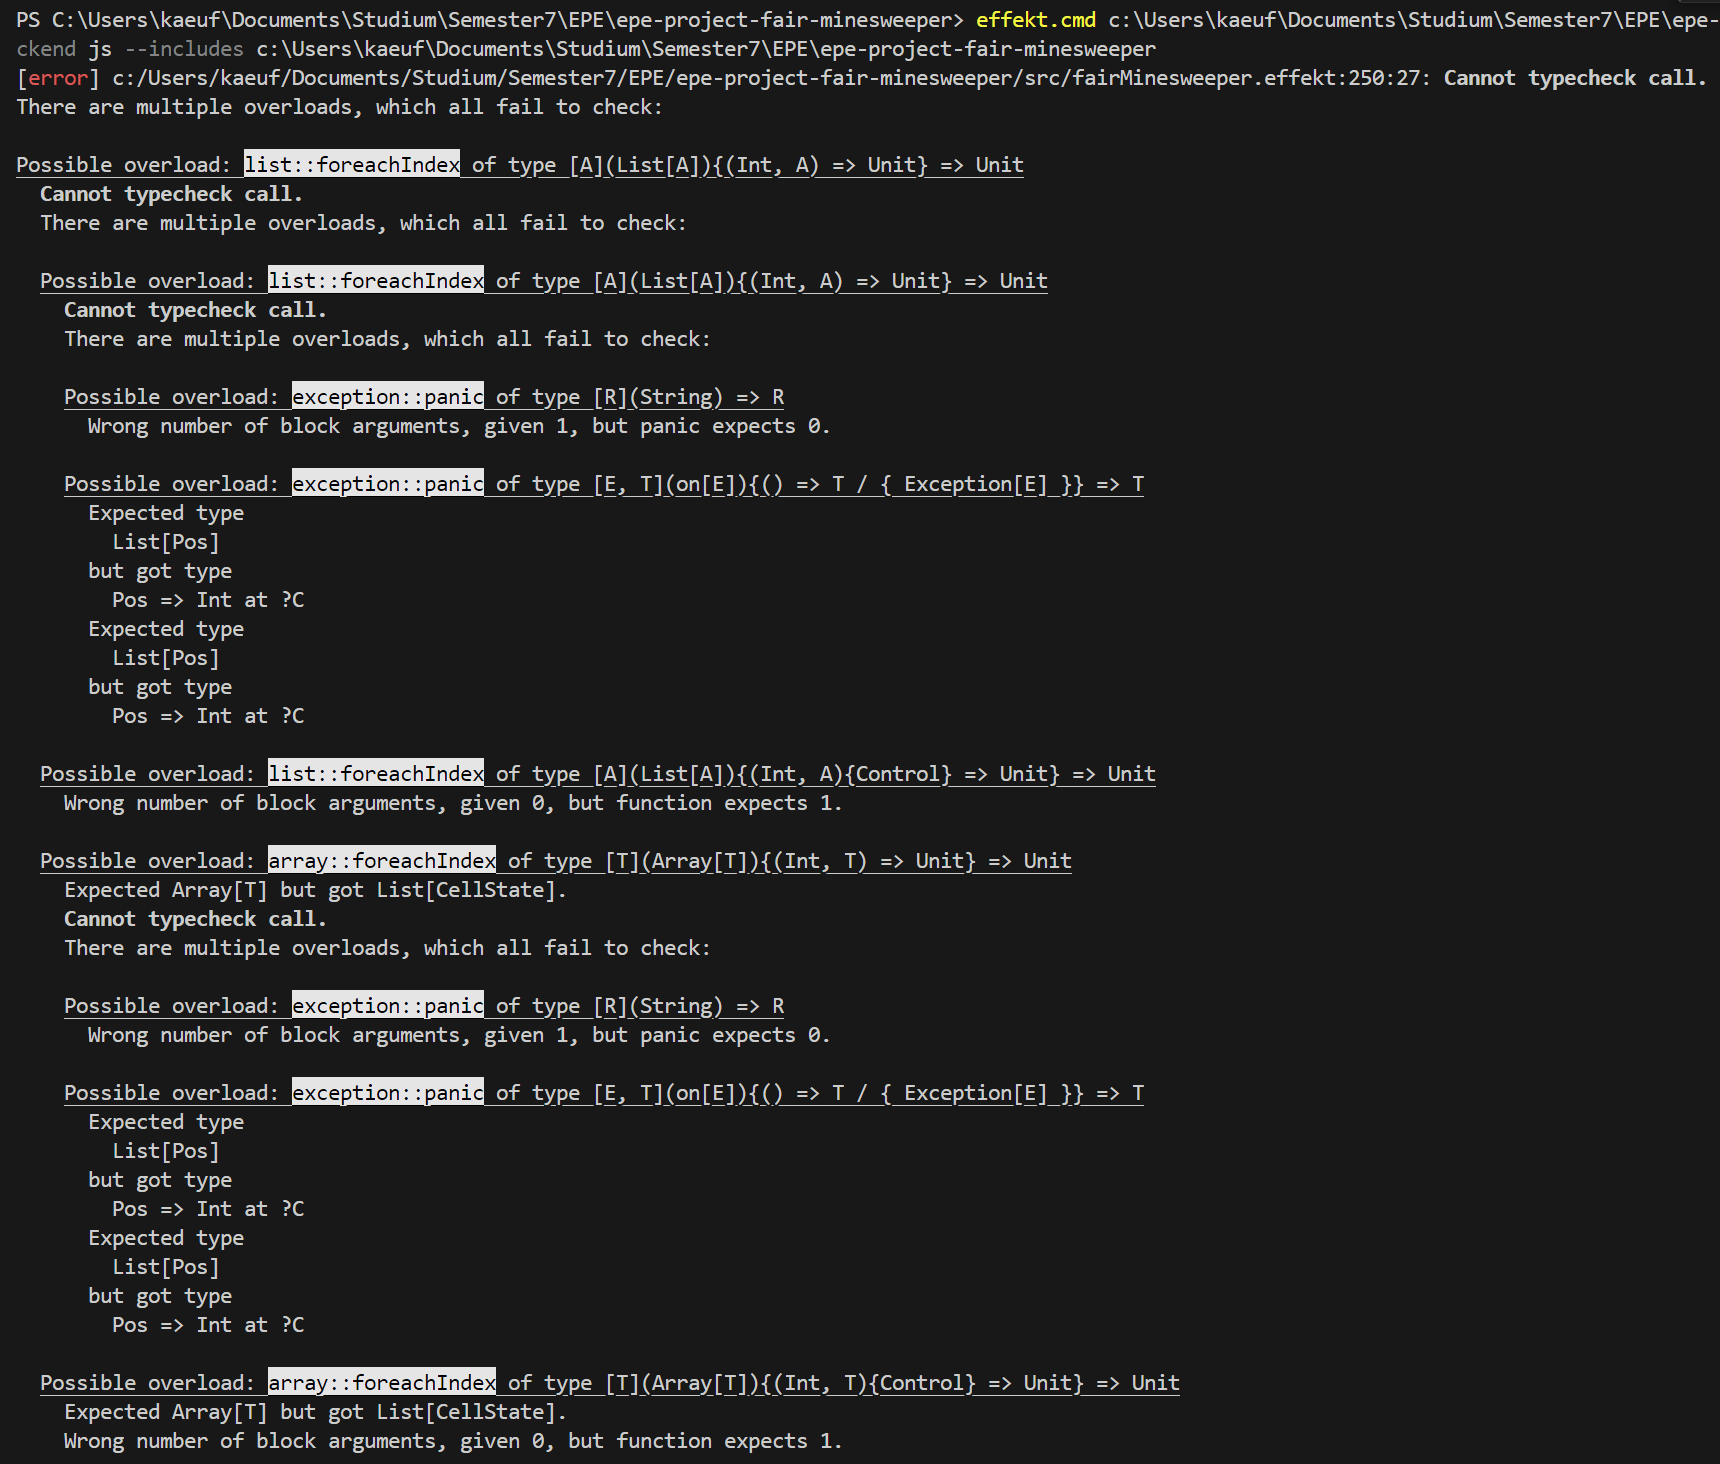 PS C:\Users\kaeuf\Documents\Studium\Semester7\EPE\epe-project-fair-minesweeper> effekt.cmd c:\Users\kaeuf\Documents\Studium\Semester7\EPE\epe-
ckend js --includes c:\Users\kaeuf\Documents\Studium\Semester7\EPE\epe-project-fair-minesweeper
[error] c:/Users/kaeuf/Documents/Studium/Semester7/EPE/epe-project-fair-minesweeper/src/fairMinesweeper.effekt:250:27: Cannot typecheck call.
There are multiple overloads, which all fail to check:
Possible overload: list::foreachIndex of type [A](List[A]){(Int, A) => Unit} => Unit
Cannot typecheck call.
There are multiple overloads, which all fail to check:
Possible overload: list::foreachIndex of type [A](List[A]){(Int, A) => Unit} => Unit
Cannot typecheck call.
There are multiple overloads, which all fail to check:
Possible overload: exception::panic of type [R](String) => R
Wrong number of block arguments, given 1, but panic expects 0.
Possible overload: exception::panic of type [E, T](on[E]){() => T / { Exception[E] }} => T
Expected type
List[Pos]
but got type
Pos => Int at ?C
Expected type
List[Pos]
but got type
Pos => Int at ?C
Possible overload: list::foreachIndex of type [A](List[A]){(Int, A){Control} => Unit} => Unit
Wrong number of block arguments, given 0, but function expects 1.
Possible overload: array::foreachIndex of type [T](Array[T]){(Int, T) => Unit} => Unit
Expected Array[T] but got List[CellState].
Cannot typecheck call.
There are multiple overloads, which all fail to check:
Possible overload: exception::panic of type [R](String) => R
Wrong number of block arguments, given 1, but panic expects 0.
Possible overload: exception::panic of type [E, T](on[E]){() => T / { Exception[E] }} => T
Expected type
List[Pos]
but got type
Pos => Int at ?C
Expected type
List[Pos]
but got type
Pos => Int at ?C
Possible overload: array::foreachIndex of type [T](Array[T]){(Int, T){Control} => Unit} => Unit
Expected Array[T] but got List[CellState].
Wrong number of block arguments, given 0, but function expects 1.